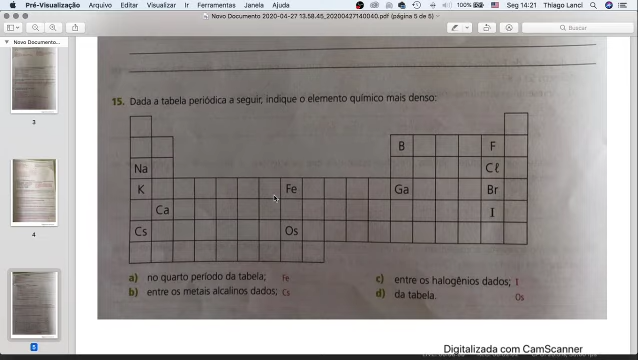 Pré-Visualização Arquivo Editar Visualizar Ir Ferramentas Janela Ajuda 100% Seg 14:21 Thiago Lanci
Novo Documento 2020-04-27 13.58.45_20200427140040.pdf (página 5 de 5)
Buscar
Novo Documento...
3
4
5
15. Dada a tabela periódica a seguir, indique o elemento químico mais denso:
B F
Na Cℓ
K Fe Ga Br
Ca I
Cs Os
a) no quarto período da tabela; Fe
b) entre os metais alcalinos dados; Cs
c) entre os halogênios dados; I
d) da tabela. Os
Digitalizada com CamScanner